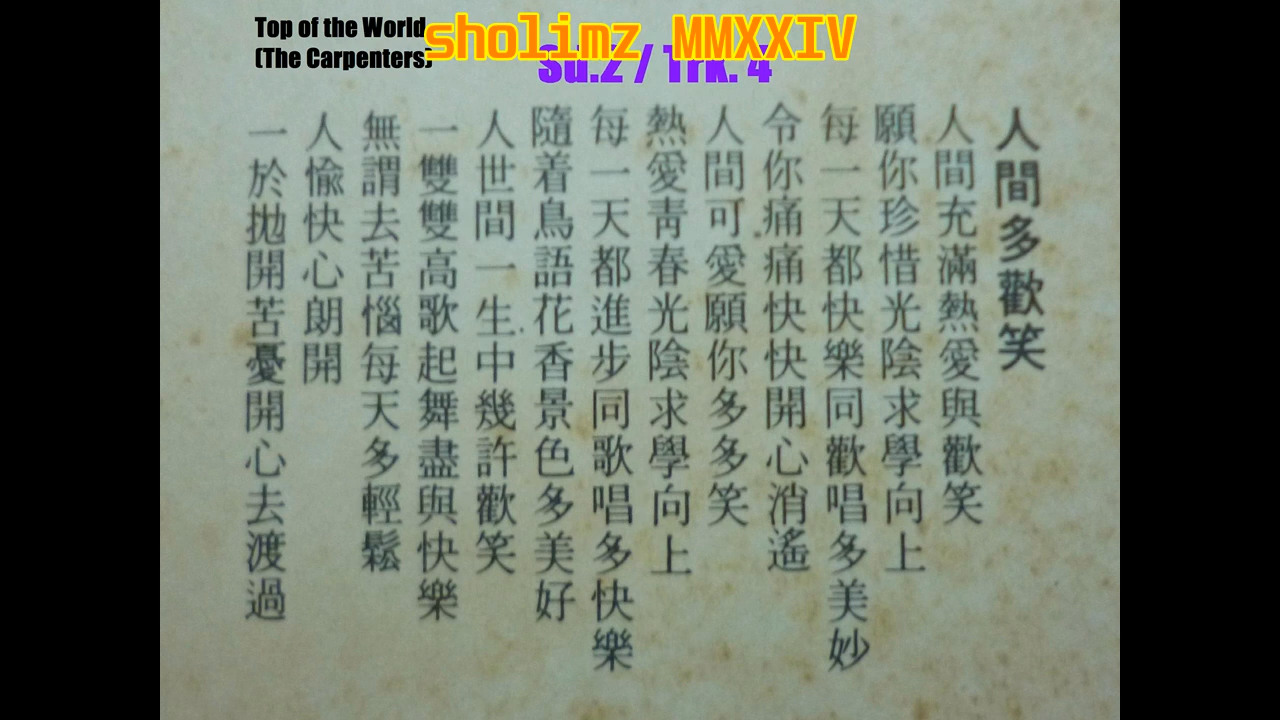 Top of the World
(The Carpenters)
sholimz MMXXIV
Sd.2 / Trk. 4
人間多歡笑
人間充滿熱愛與歡笑
願你珍惜光陰求學向上
每一天都快樂同歡唱多美妙
令你痛痛快快開心消遙
人間可愛願你多多笑
熱愛靑春光陰求學向上
每一天都進步同歌唱多快樂
隨着鳥語花香景色多美好
人世間一生中幾許歡笑
一雙雙高歌起舞盡與快樂
無謂去苦惱每天多輕鬆
人愉快心朗開
一於拋開苦憂開心去渡過